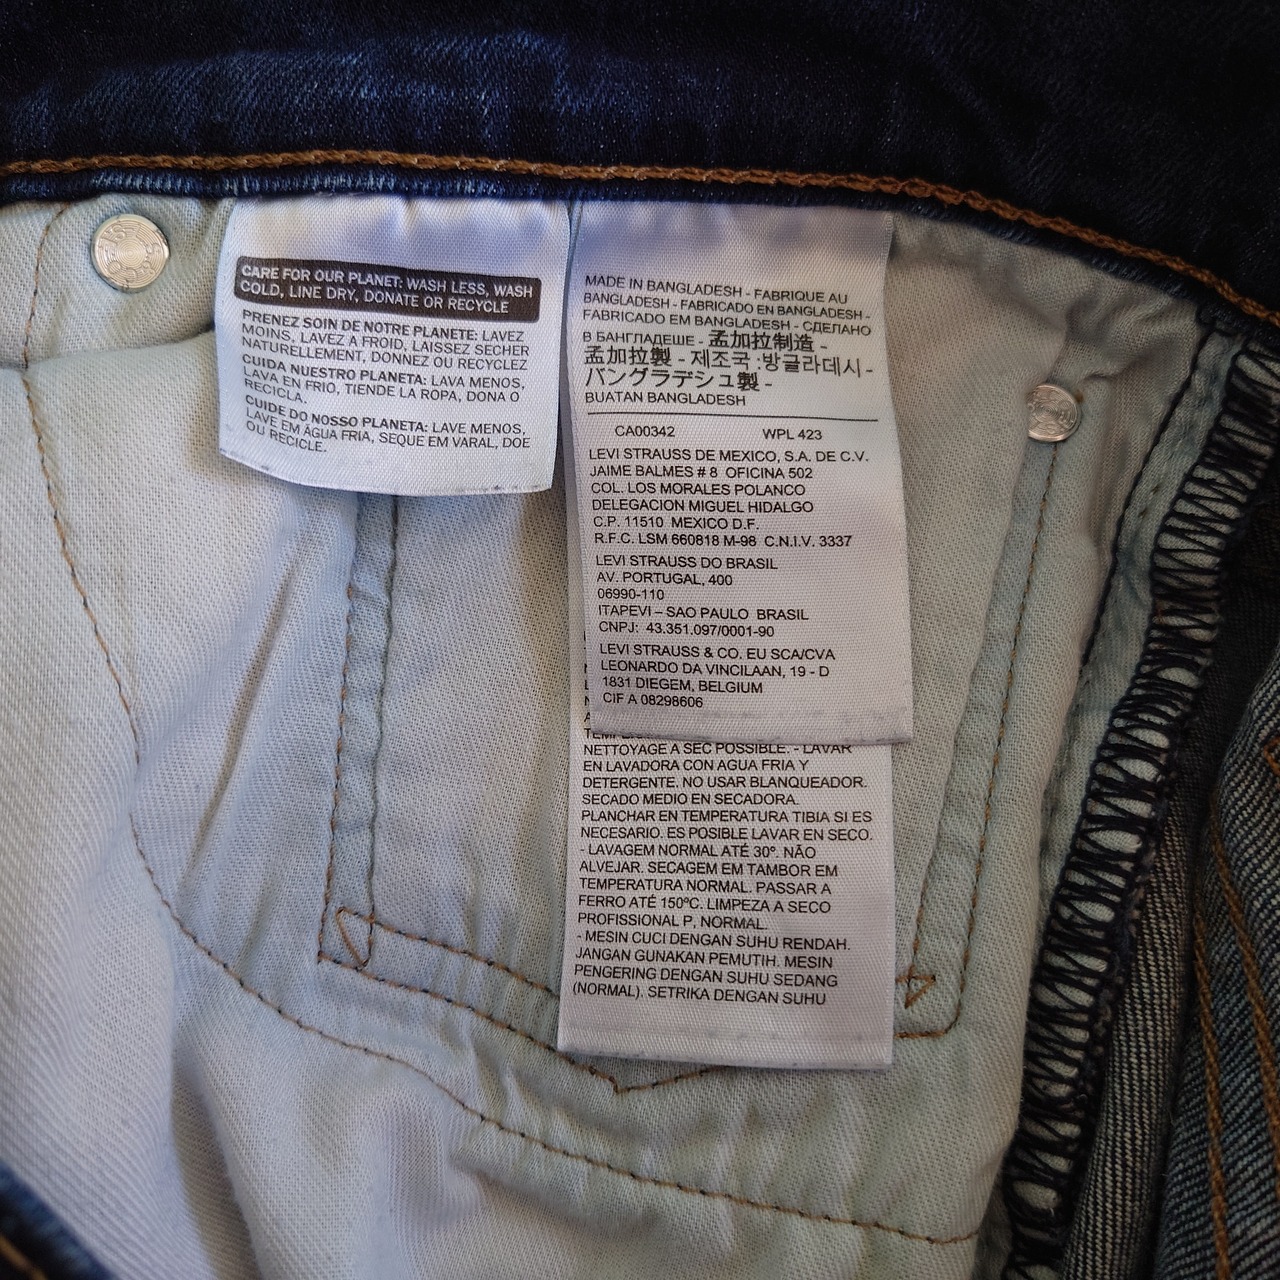 CARE FOR OUR PLANET: WASH LESS, WASH
COLD, LINE DRY, DONATE OR RECYCLE
PRENEZ SOIN DE NOTRE PLANETE: LAVEZ
MOINS, LAVEZ A FROID, LAISSEZ SECHER
NATURELLEMENT, DONNEZ OU RECYCLEZ
CUIDA NUESTRO PLANETA: LAVA MENOS,
LAVA EN FRIO, TIENDE LA ROPA, DONA O
RECICLA.
CUIDE DO NOSSO PLANETA: LAVE MENOS,
LAVE EM ÁGUA FRIA, SEQUE EM VARAL, DOE
OU RECICLE.
MADE IN BANGLADESH - FABRIQUE AU
BANGLADESH - FABRICADO EN BANGLADESH -
FABRICADO EM BANGLADESH - СДЕЛАНО
В БАНГЛАДЕШЕ - 孟加拉制造 -
孟加拉製 - 제조국 :방글라데시 -
バングラデシュ製 -
BUATAN BANGLADESH
CA00342 WPL 423
LEVI STRAUSS DE MEXICO, S.A. DE C.V.
JAIME BALMES # 8 OFICINA 502
COL. LOS MORALES POLANCO
DELEGACION MIGUEL HIDALGO
C.P. 11510 MEXICO D.F.
R.F.C. LSM 660818 M-98 C.N.I.V. 3337
LEVI STRAUSS DO BRASIL
AV. PORTUGAL, 400
06990-110
ITAPEVI – SAO PAULO BRASIL
CNPJ: 43.351.097/0001-90
LEVI STRAUSS & CO. EU SCA/CVA
LEONARDO DA VINCILAAN, 19 - D
1831 DIEGEM, BELGIUM
CIF A 08298606
NETTOYAGE A SEC POSSIBLE. - LAVAR
EN LAVADORA CON AGUA FRIA Y
DETERGENTE. NO USAR BLANQUEADOR.
SECADO MEDIO EN SECADORA.
PLANCHAR EN TEMPERATURA TIBIA SI ES
NECESARIO. ES POSIBLE LAVAR EN SECO.
- LAVAGEM NORMAL ATÉ 30º. NÃO
ALVEJAR. SECAGEM EM TAMBOR EM
TEMPERATURA NORMAL. PASSAR A
FERRO ATÉ 150ºC. LIMPEZA A SECO
PROFISSIONAL P, NORMAL.
- MESIN CUCI DENGAN SUHU RENDAH.
JANGAN GUNAKAN PEMUTIH. MESIN
PENGERING DENGAN SUHU SEDANG
(NORMAL). SETRIKA DENGAN SUHU